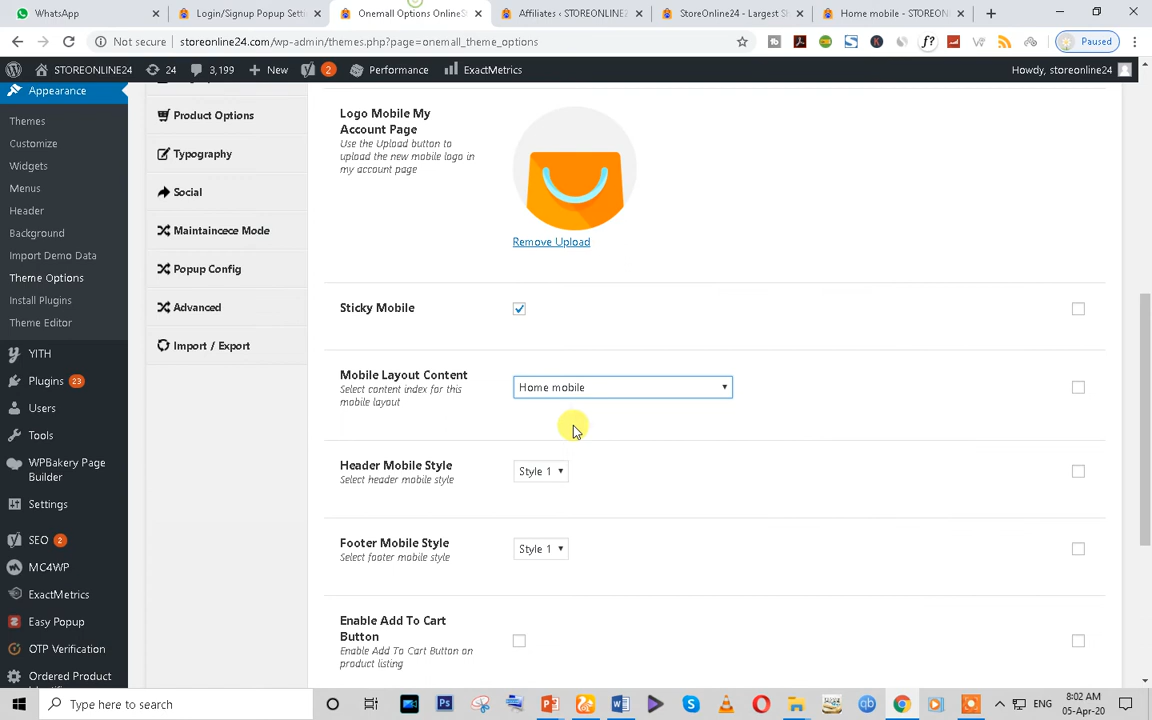 WhatsApp
Login/Signup Popup Setti
Onemall Options OnlineS
Affiliates ‹ STOREONLINE2
StoreOnline24 - Largest S
Home mobile - STOREON
Not secure
storeonline24.com/wp-admin/themes.php?page=onemall_theme_options
Paused
STOREONLINE24
24
3,199
New
2
Performance
ExactMetrics
Howdy, storeonline24
Appearance
Themes
Customize
Widgets
Menus
Header
Background
Import Demo Data
Theme Options
Install Plugins
Theme Editor
YITH
Plugins 23
Users
Tools
WPBakery Page
Builder
Settings
SEO 2
MC4WP
ExactMetrics
Easy Popup
OTP Verification
Ordered Product
Product Options
Typography
Social
Maintaincece Mode
Popup Config
Advanced
Import / Export
Logo Mobile My
Account Page
Use the Upload button to
upload the new mobile logo in
my account page
Remove Upload
Sticky Mobile
Mobile Layout Content
Select content index for this
mobile layout
Home mobile
Header Mobile Style
Select header mobile style
Style 1
Footer Mobile Style
Select footer mobile style
Style 1
Enable Add To Cart
Button
Enable Add To Cart Button on
product listing
Type here to search
ENG
8:02 AM
05-Apr-20